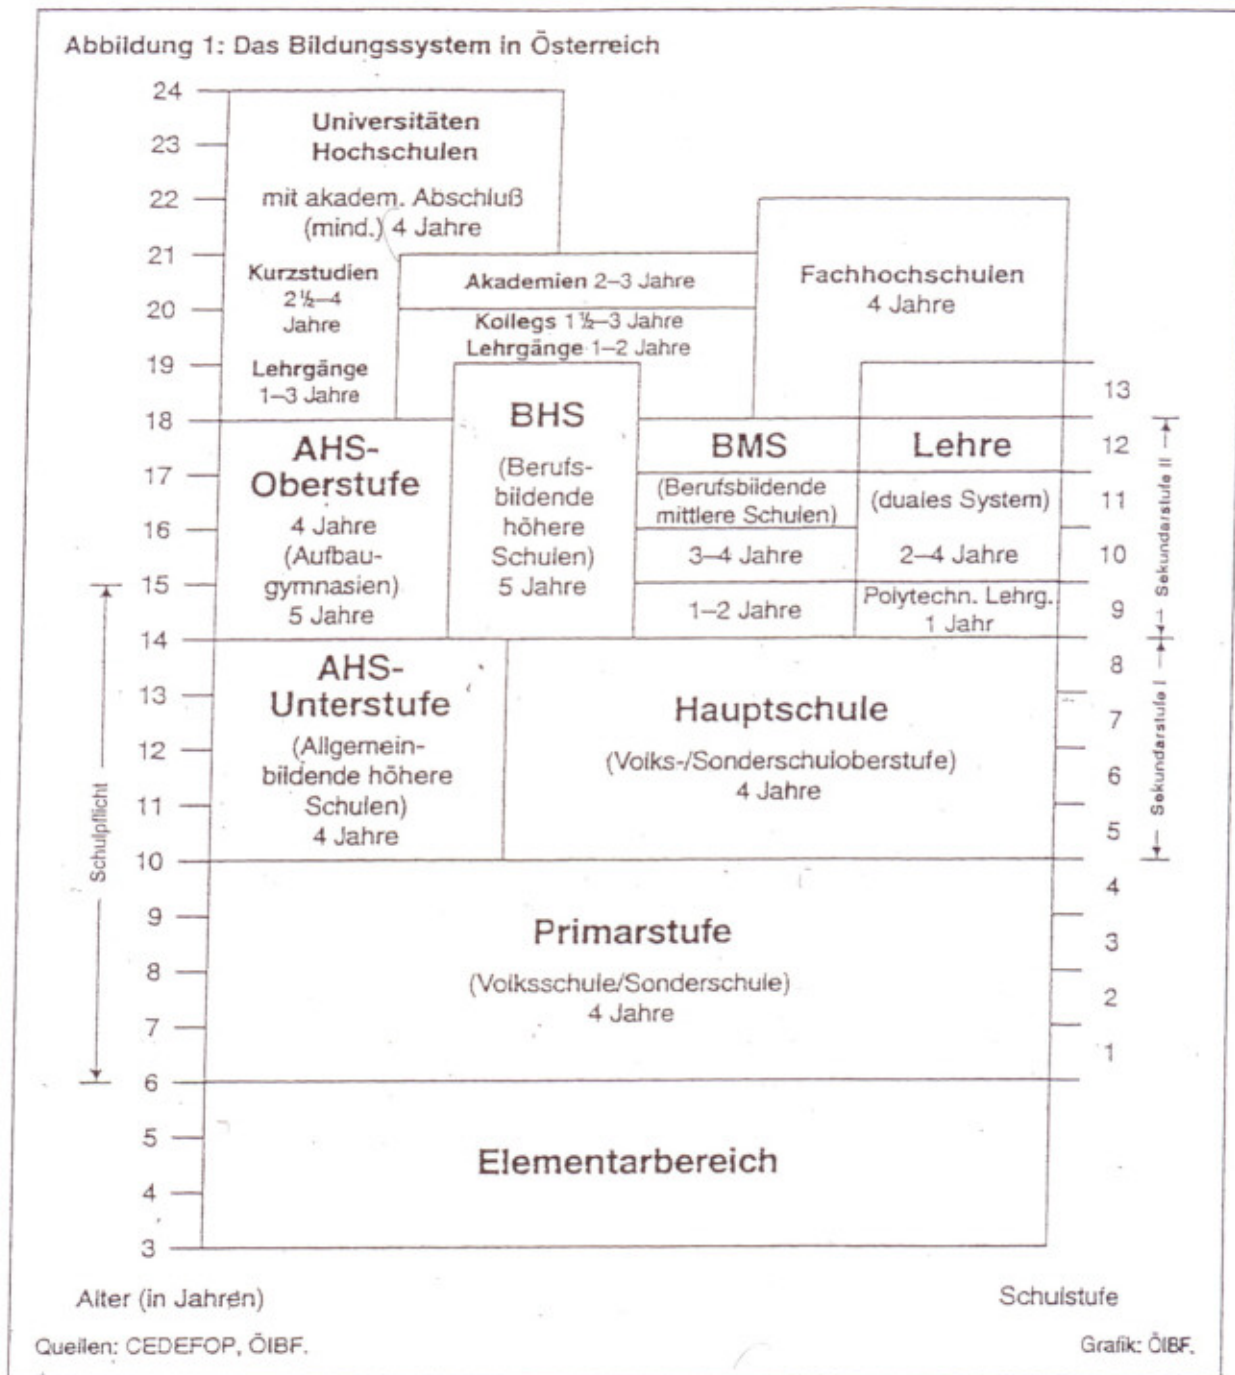 Abbildung 1: Das Bildungssystem in Österreich
24
23
22
21
20
19
18
17
16
15
14
13
12
11
10
9
8
7
6
5
4
3
Schulpflicht
Universitäten
Hochschulen
mit akadem. Abschluß
(mind.) 4 Jahre
Kurzstudien
2½–4
Jahre
Lehrgänge
1–3 Jahre
Akademien 2–3 Jahre
Kollegs 1½–3 Jahre
Lehrgänge 1–2 Jahre
Fachhochschulen
4 Jahre
AHS-
Oberstufe
4 Jahre
(Aufbau-
gymnasien)
5 Jahre
BHS
(Berufs-
bildende
höhere
Schulen)
5 Jahre
BMS
(Berufsbildende
mittlere Schulen)
3–4 Jahre
1–2 Jahre
Lehre
(duales System)
2–4 Jahre
Polytechn. Lehrg.
1 Jahr
AHS-
Unterstufe
(Allgemein-
bildende höhere
Schulen)
4 Jahre
Hauptschule
(Volks-/Sonderschuloberstufe)
4 Jahre
Primarstufe
(Volksschule/Sonderschule)
4 Jahre
Elementarbereich
13
12
11
10
9
8
7
6
5
4
3
2
1
Sekundarstufe II
Sekundarstufe I
Alter (in Jahren)
Schulstufe
Quellen: CEDEFOP, ÖIBF.
Grafik: ÖIBF.